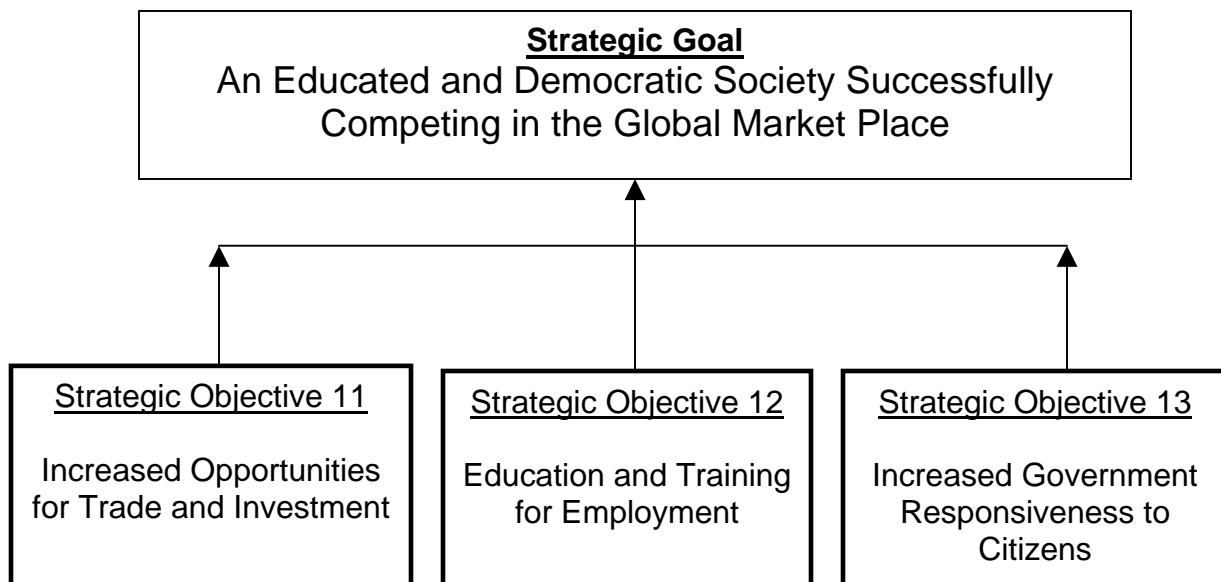 Strategic Goal
An Educated and Democratic Society Successfully
Competing in the Global Market Place
Strategic Objective 11
Increased Opportunities
for Trade and Investment
Strategic Objective 12
Education and Training
for Employment
Strategic Objective 13
Increased Government
Responsiveness to
Citizens